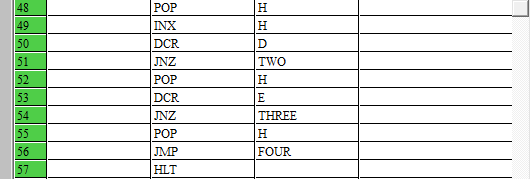 48 POP H
49 INX H
50 DCR D
51 JNZ TWO
52 POP H
53 DCR E
54 JNZ THREE
55 POP H
56 JMP FOUR
57 HLT